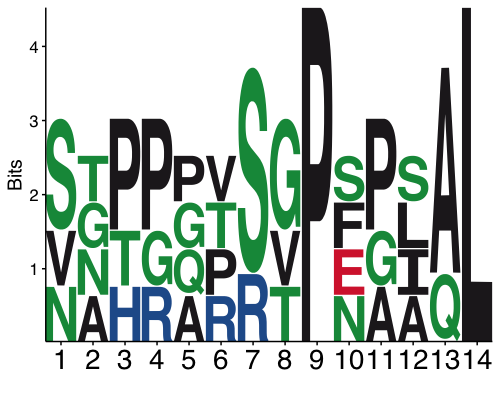 Bits
4
3
2
1
S T P P P V S G P S P S A L
V G T G G T R V F G L Q
N N H R Q P T E A I
A A R N A
1 2 3 4 5 6 7 8 9 10 11 12 13 14